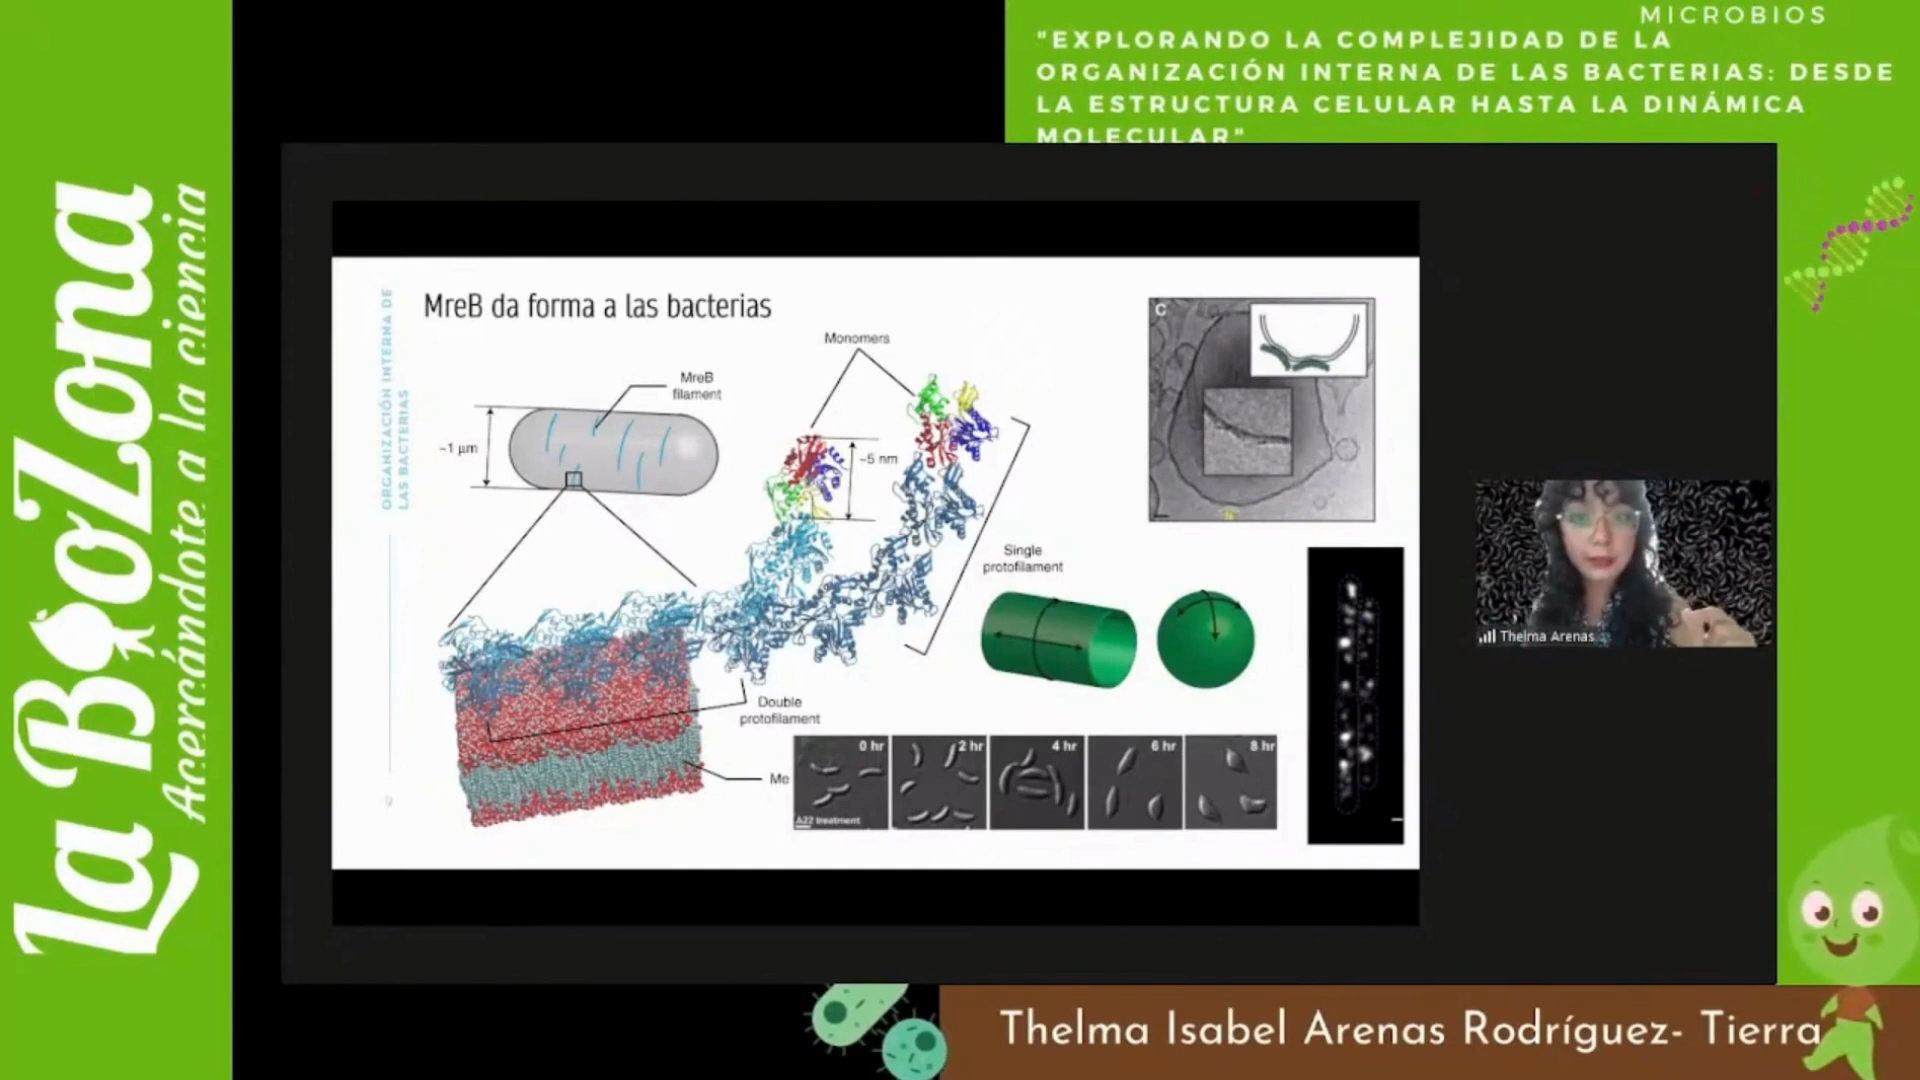 MICROBIOS
"EXPLORANDO LA COMPLEJIDAD DE LA
ORGANIZACIÓN INTERNA DE LAS BACTERIAS: DESDE
LA ESTRUCTURA CELULAR HASTA LA DINÁMICA
MOLECULAR"
La BioZona
Acercándote a la ciencia
ORGANIZACIÓN INTERNA DE
LAS BACTERIAS
MreB da forma a las bacterias
Monomers
MreB
filament
~1 µm
~5 nm
C
Single
protofilament
Double
protofilament
Me
0 hr
2 hr
4 hr
6 hr
8 hr
A22 treatment
9
Thelma Arenas
Thelma Isabel Arenas Rodríguez- Tierra